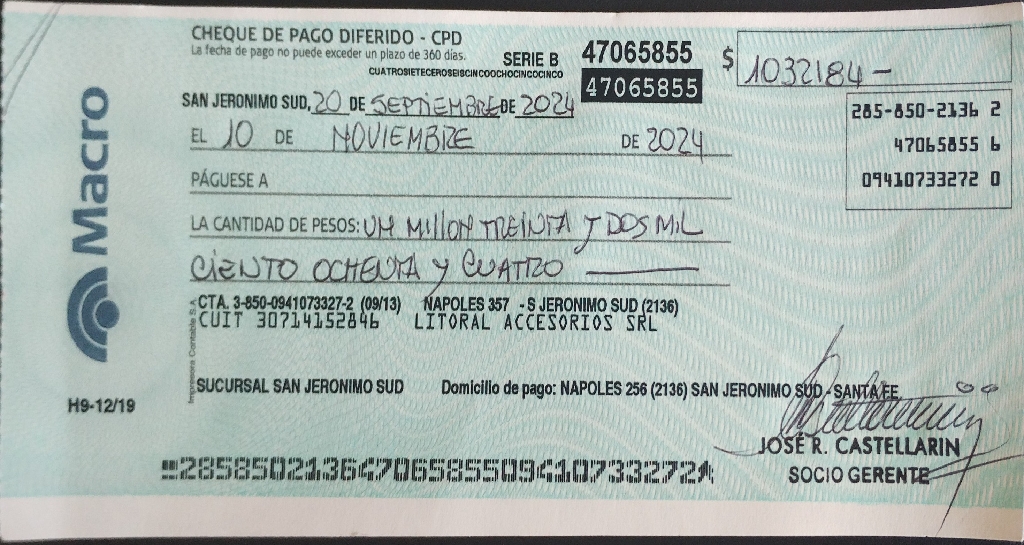 CHEQUE DE PAGO DIFERIDO - CPD
La fecha de pago no puede exceder un plazo de 360 días.
SERIE B 47065855
$ 1032184 -
CUATROSIETECEROSEISCINCOOCHOCINCOCINCO
47065855
SAN JERONIMO SUD, 20 DE SEPTIEMBRE DE 2024
285-850-2136 2
47065855 6
09410733272 0
EL 10 DE NOVIEMBRE DE 2024
PÁGUESE A
LA CANTIDAD DE PESOS: UN MILLON TREINTA Y DOS MIL
CIENTO OCHENTA Y CUATRO
CTA. 3-850-0941073327-2 (09/13) NAPOLES 357 - S JERONIMO SUD (2136)
CUIT 30714152846 LITORAL ACCESORIOS SRL
Impresora Contable S.A.
SUCURSAL SAN JERONIMO SUD Domicilio de pago: NAPOLES 256 (2136) SAN JERONIMO SUD - SANTA FE
Macro
H9-12/19
JOSÉ R. CASTELLARIN
SOCIO GERENTE
28585021364706585509410733272